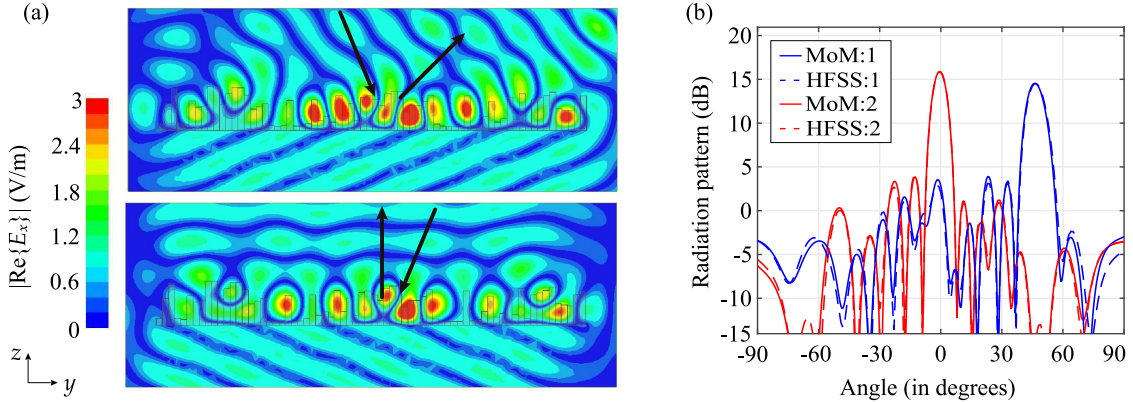 (a)
|Re{Eₓ}| (V/m)
3
2.4
1.8
1.2
0.6
0
z
y
(b)
MoM:1
HFSS:1
MoM:2
HFSS:2
Radiation pattern (dB)
20
15
10
5
0
-5
-10
-15
-90
-60
-30
0
30
60
90
Angle (in degrees)